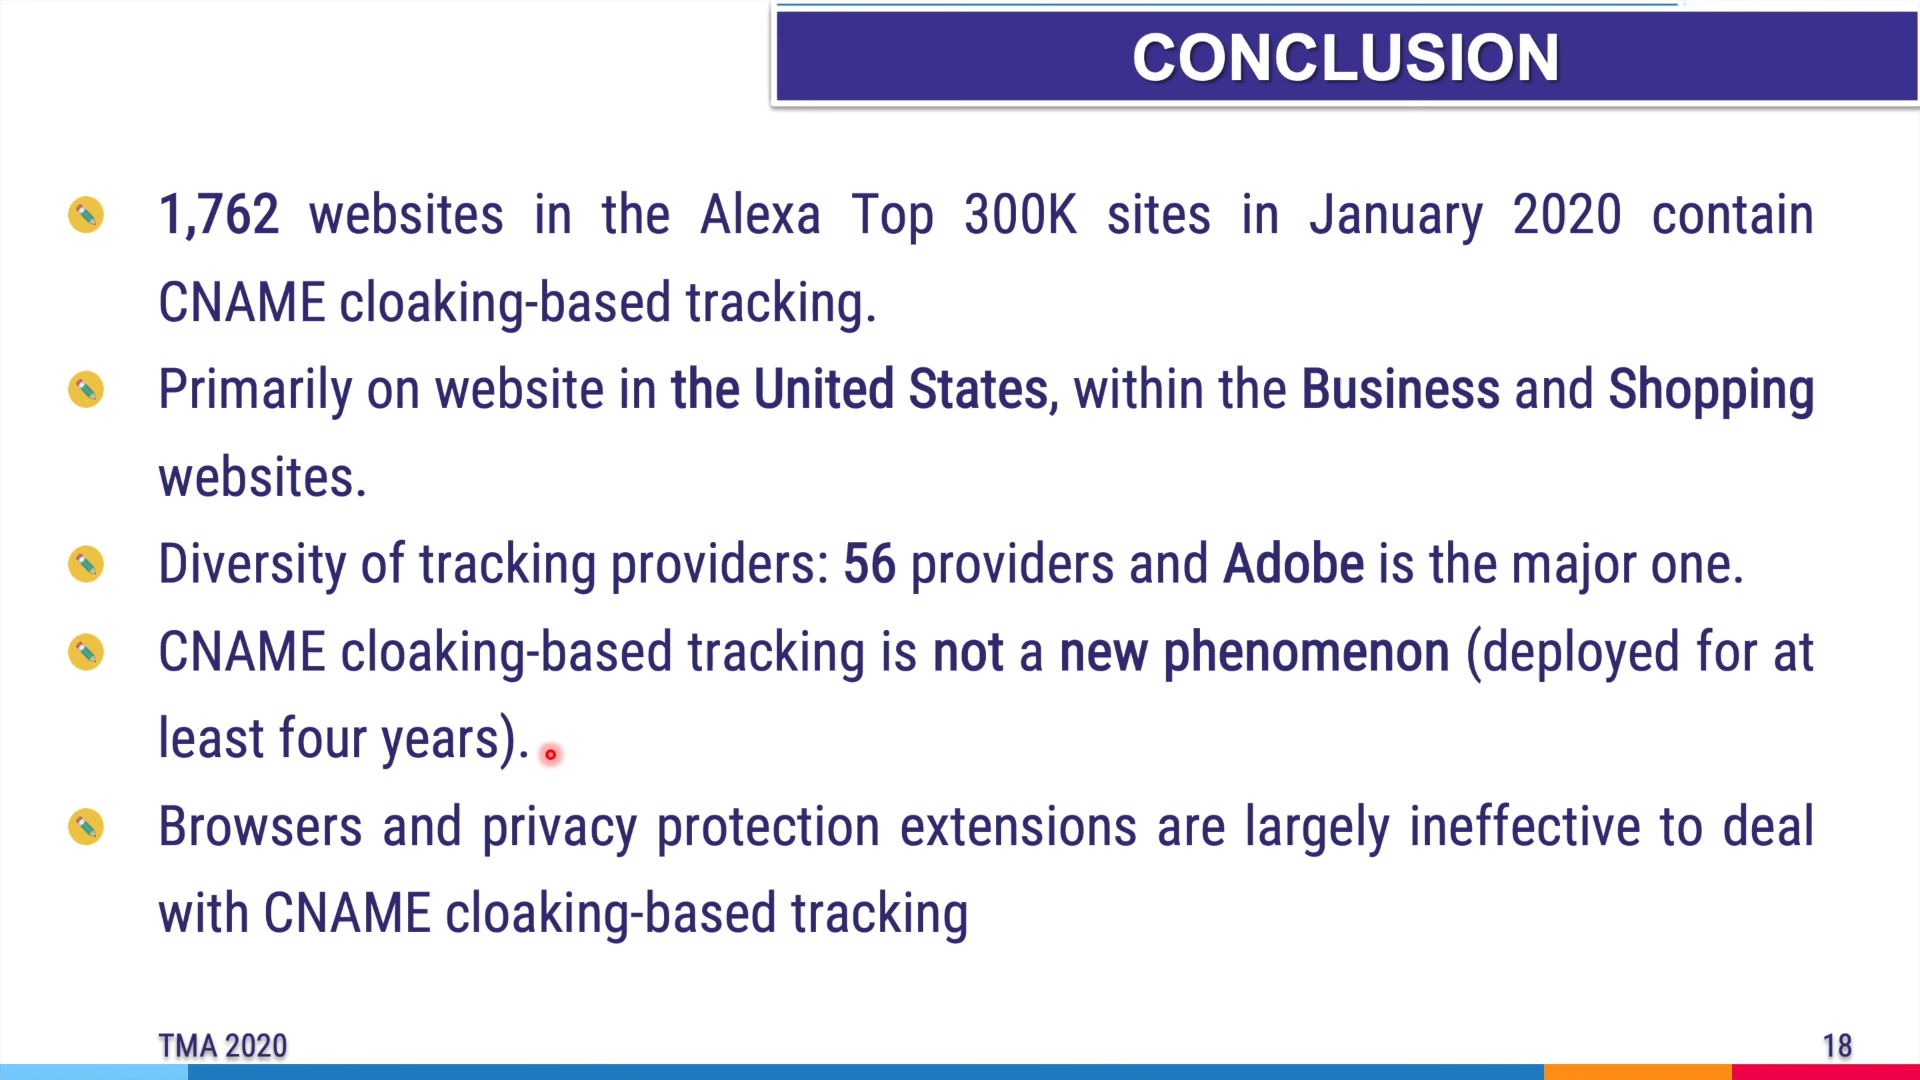 CONCLUSION
1,762 websites in the Alexa Top 300K sites in January 2020 contain
CNAME cloaking-based tracking.
Primarily on website in the United States, within the Business and Shopping
websites.
Diversity of tracking providers: 56 providers and Adobe is the major one.
CNAME cloaking-based tracking is not a new phenomenon (deployed for at
least four years).
Browsers and privacy protection extensions are largely ineffective to deal
with CNAME cloaking-based tracking
TMA 2020
18